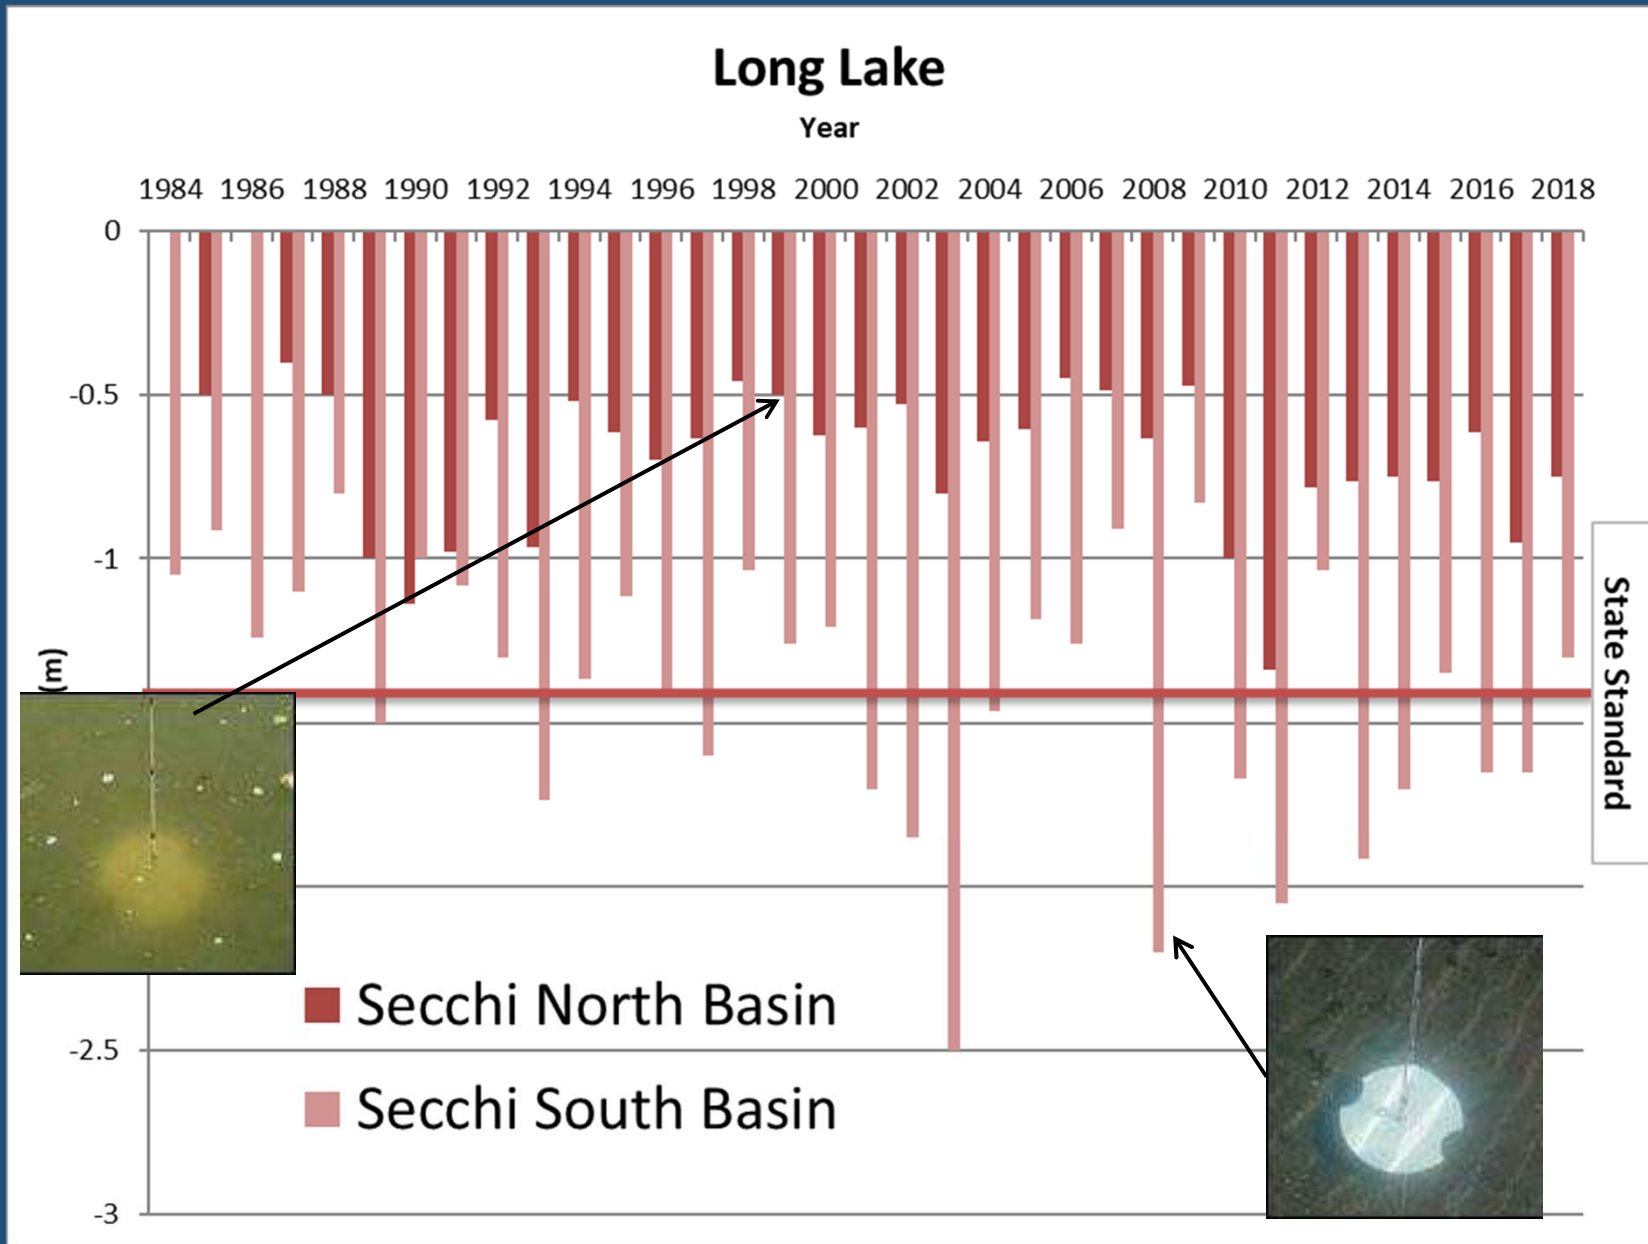 Long Lake
Year
1984 1986 1988 1990 1992 1994 1996 1998 2000 2002 2004 2006 2008 2010 2012 2014 2016 2018
0
-0.5
-1
(m)
State Standard
-2.5
-3
Secchi North Basin
Secchi South Basin